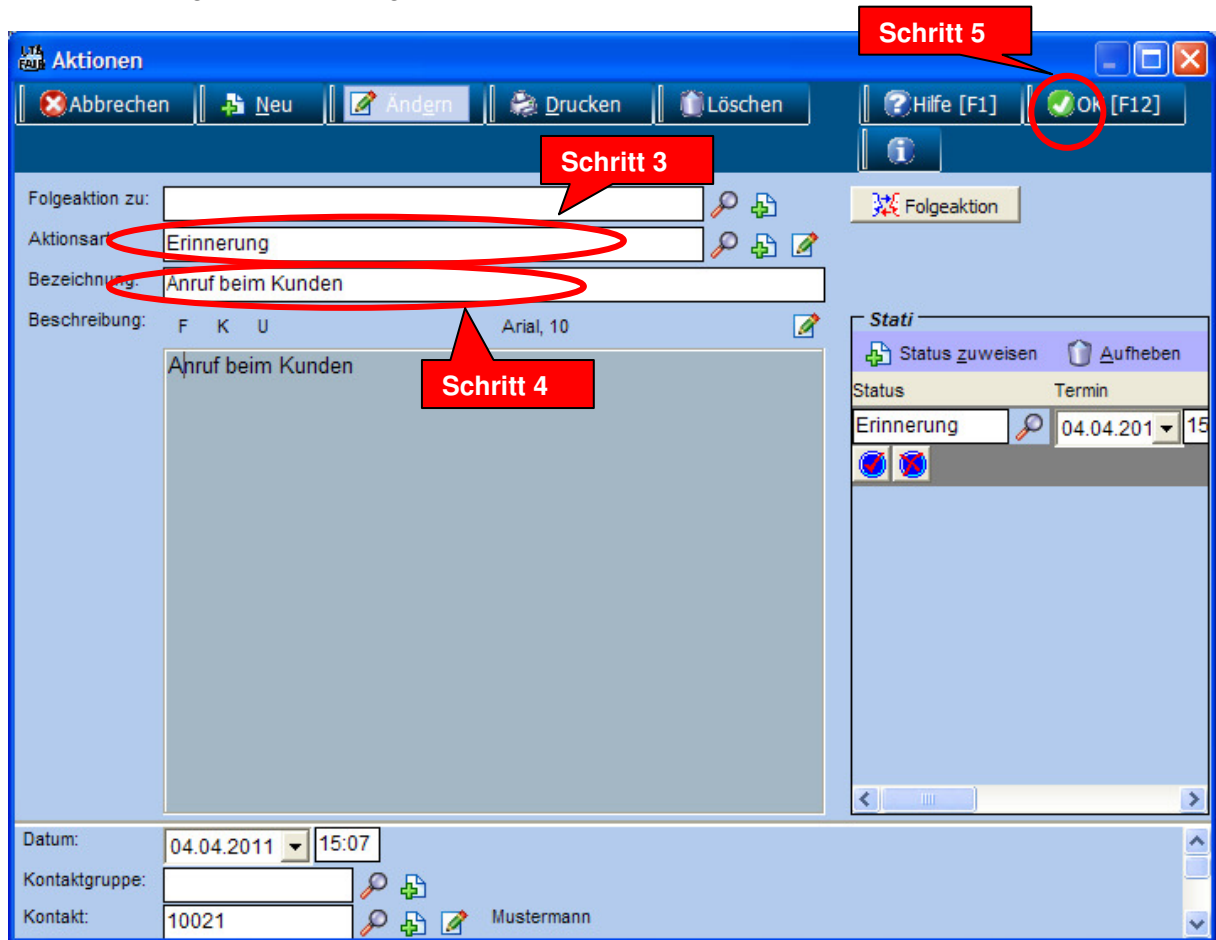 Schritt 5
Aktionen
Abbrechen Neu Ändern Drucken Löschen Hilfe [F1] OK [F12]
Schritt 3
Folgeaktion zu: Folgeaktion
Aktionsart Erinnerung
Bezeichnung: Anruf beim Kunden
Beschreibung: F K U Arial, 10 Stati
Status zuweisen Aufheben
Anruf beim Kunden
Schritt 4
Status Termin
Erinnerung 04.04.201 15
Datum: 04.04.2011 15:07
Kontaktgruppe:
Kontakt: 10021 Mustermann